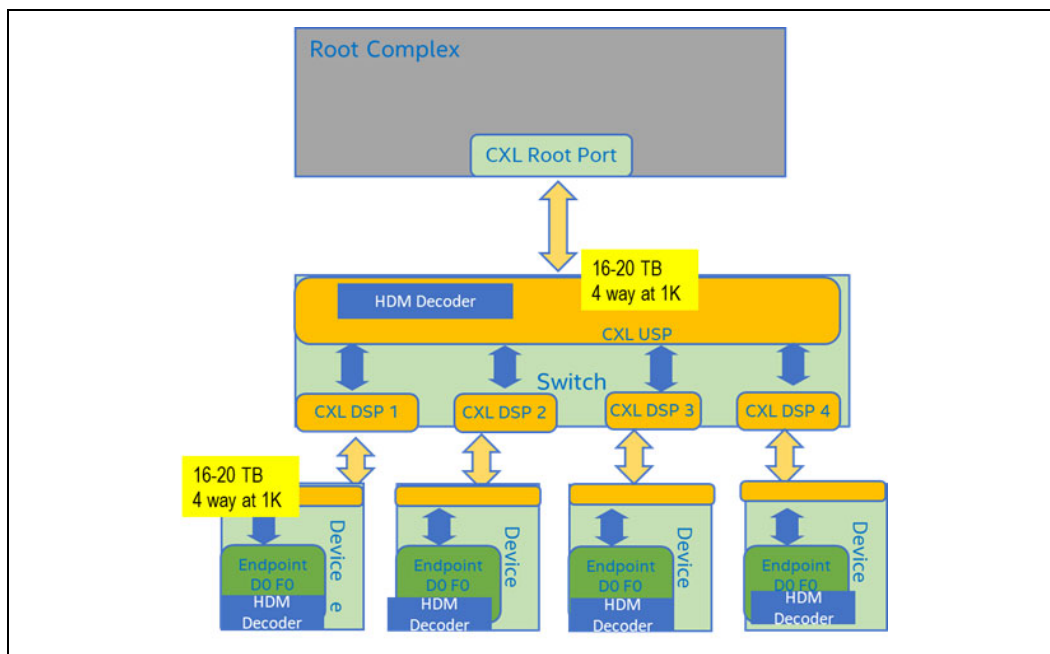 Root Complex
CXL Root Port
16-20 TB
4 way at 1K
HDM Decoder
CXL USP
Switch
CXL DSP 1
CXL DSP 2
CXL DSP 3
CXL DSP 4
16-20 TB
4 way at 1K
Device
e
Endpoint
D0 F0
HDM
Decoder
Device
Endpoint
D0 F0
HDM
Decoder
Device
Endpoint
D0 F0
HDM
Decoder
Device
Endpoint
D0 F0
HDM
Decoder